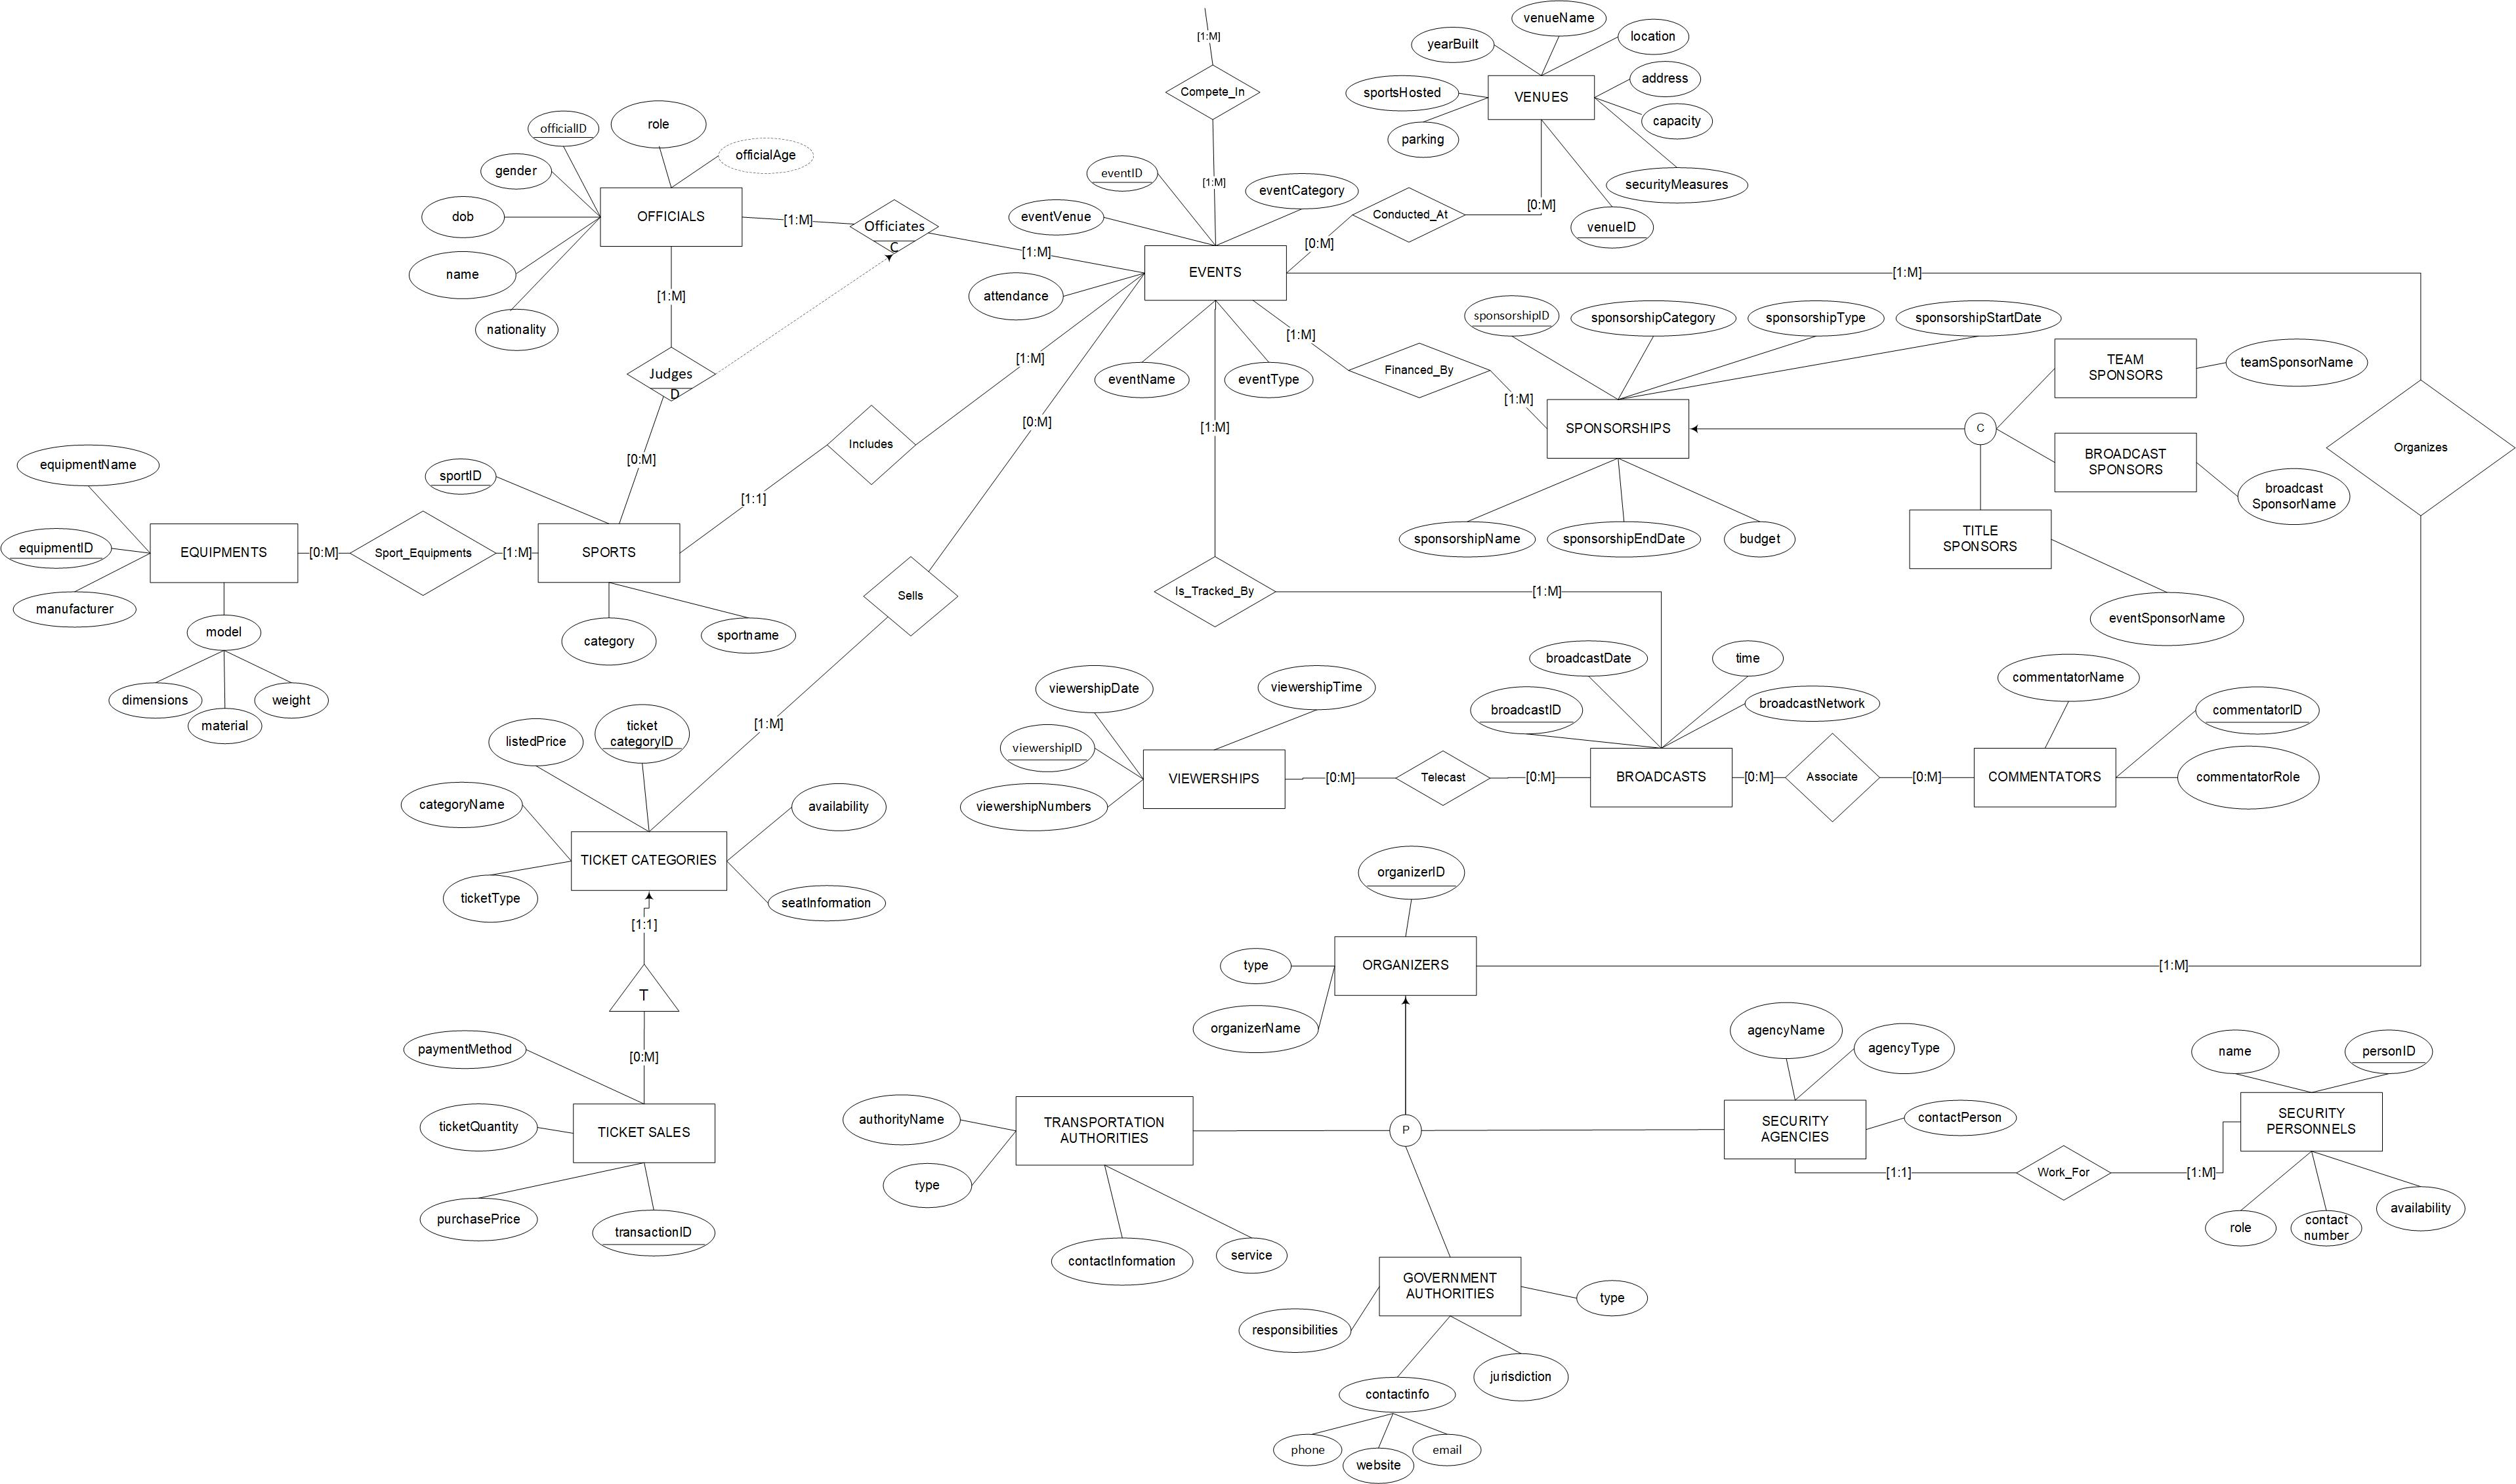 [1:M]
Compete_In
[1:M]
venueName
yearBuilt
location
sportsHosted
VENUES
address
parking
capacity
securityMeasures
venueID
[0:M]
Conducted_At
[0:M]
officialID
role
officialAge
gender
dob
OFFICIALS
name
nationality
[1:M]
Officiates
C
[1:M]
eventID
eventCategory
eventVenue
EVENTS
attendance
eventName
eventType
[1:M]
[1:M]
Judges
D
[0:M]
[1:M]
Includes
[1:1]
[0:M]
Sells
[1:M]
[1:M]
Financed_By
[1:M]
sponsorshipID
sponsorshipCategory
sponsorshipType
sponsorshipStartDate
SPONSORSHIPS
sponsorshipName
sponsorshipEndDate
budget
C
TEAM
SPONSORS
teamSponsorName
BROADCAST
SPONSORS
broadcast
SponsorName
TITLE
SPONSORS
eventSponsorName
Organizes
equipmentName
equipmentID
EQUIPMENTS
manufacturer
model
dimensions
material
weight
[0:M]
Sport_Equipments
[1:M]
sportID
SPORTS
category
sportname
[1:M]
Is_Tracked_By
[1:M]
viewershipDate
viewershipTime
viewershipID
VIEWERSHIPS
viewershipNumbers
[0:M]
Telecast
[0:M]
broadcastDate
time
broadcastID
broadcastNetwork
BROADCASTS
[0:M]
Associate
[0:M]
commentatorName
commentatorID
COMMENTATORS
commentatorRole
listedPrice
ticket
categoryID
categoryName
availability
TICKET CATEGORIES
ticketType
seatInformation
[1:1]
T
[0:M]
paymentMethod
ticketQuantity
TICKET SALES
purchasePrice
transactionID
organizerID
type
ORGANIZERS
organizerName
[1:M]
P
authorityName
TRANSPORTATION
AUTHORITIES
type
contactInformation
service
agencyName
agencyType
SECURITY
AGENCIES
contactPerson
[1:1]
Work_For
[1:M]
name
personID
SECURITY
PERSONNELS
role
contact
number
availability
GOVERNMENT
AUTHORITIES
type
responsibilities
jurisdiction
contactinfo
phone
website
email